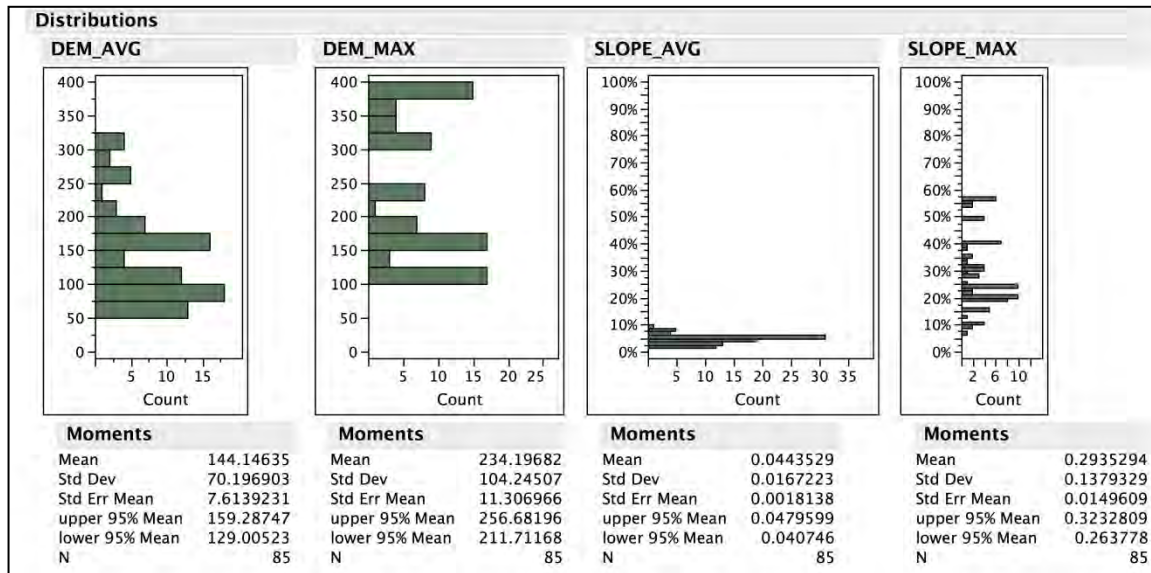 Distributions
DEM_AVG
400
350
300
250
200
150
100
50
0
5 10 15
Count
Moments
Mean 144.14635
Std Dev 70.196903
Std Err Mean 7.6139231
upper 95% Mean 159.28747
lower 95% Mean 129.00523
N 85
DEM_MAX
400
350
300
250
200
150
100
50
0
5 10 15 20 25
Count
Moments
Mean 234.19682
Std Dev 104.24507
Std Err Mean 11.306966
upper 95% Mean 256.68196
lower 95% Mean 211.71168
N 85
SLOPE_AVG
100%
90%
80%
70%
60%
50%
40%
30%
20%
10%
0%
5 10 15 20 25 30 35
Count
Moments
Mean 0.0443529
Std Dev 0.0167223
Std Err Mean 0.0018138
upper 95% Mean 0.0479599
lower 95% Mean 0.040746
N 85
SLOPE_MAX
100%
90%
80%
70%
60%
50%
40%
30%
20%
10%
0%
2 6 10
Count
Moments
Mean 0.2935294
Std Dev 0.1379329
Std Err Mean 0.0149609
upper 95% Mean 0.3232809
lower 95% Mean 0.263778
N 85